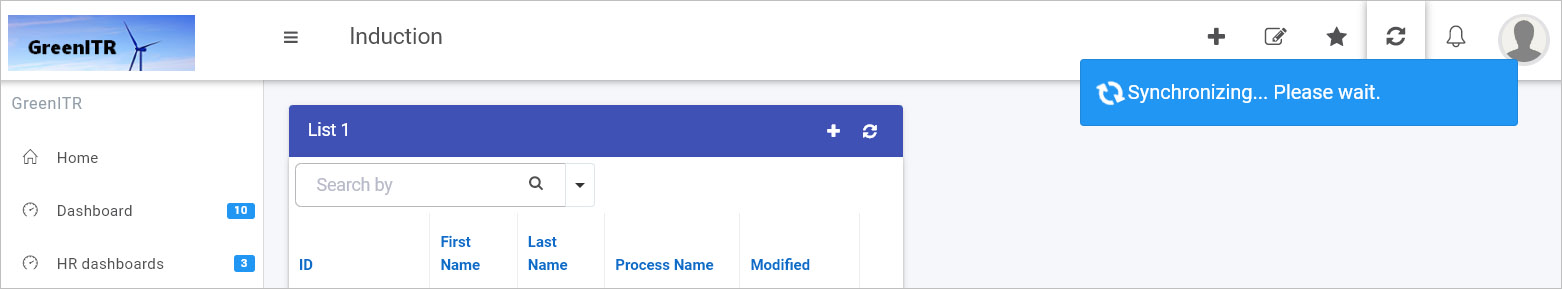 GreenITR
Induction
Synchronizing... Please wait.
GreenITR
Home
Dashboard 10
HR dashboards 3
List 1
Search by
ID
First
Name
Last
Name
Process Name
Modified